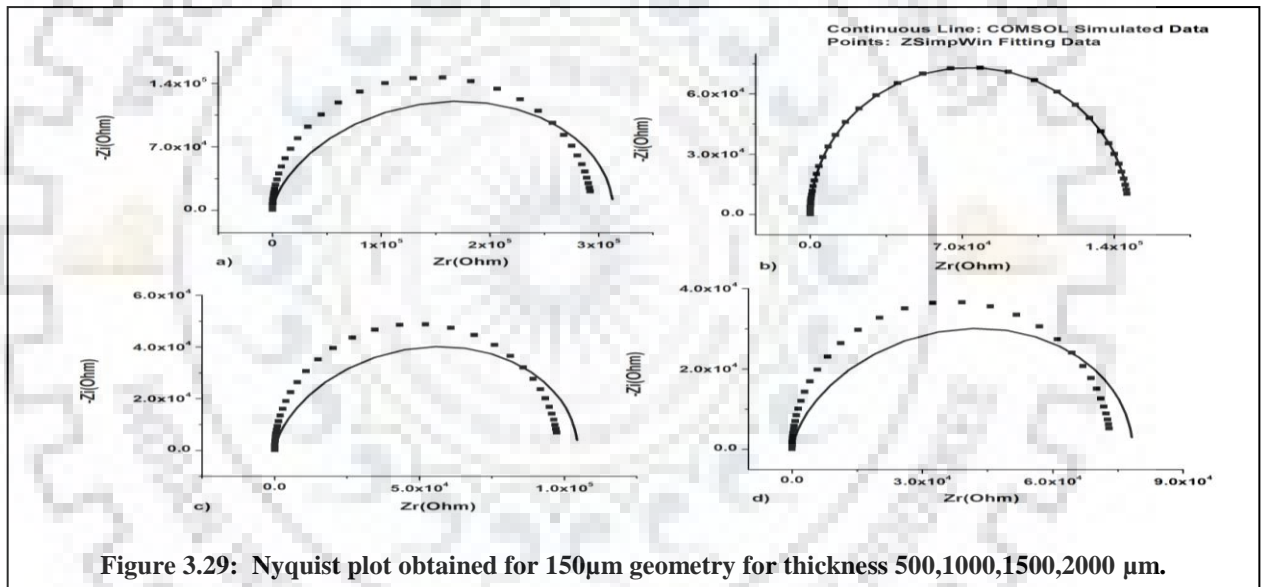 Continuous Line: COMSOL Simulated Data
Points: ZSimpWin Fitting Data
1.4x10⁵
7.0x10⁴
0.0
-Zi(Ohm)
0
1x10⁵
2x10⁵
3x10⁵
a)
Zr(Ohm)
6.0x10⁴
3.0x10⁴
0.0
-Zi(Ohm)
0.0
7.0x10⁴
1.4x10⁵
b)
Zr(Ohm)
6.0x10⁴
4.0x10⁴
2.0x10⁴
0.0
-Zi(Ohm)
0.0
5.0x10⁴
1.0x10⁵
c)
Zr(Ohm)
4.0x10⁴
2.0x10⁴
0.0
-Zi(Ohm)
0.0
3.0x10⁴
6.0x10⁴
9.0x10⁴
d)
Zr(Ohm)
Figure 3.29: Nyquist plot obtained for 150µm geometry for thickness 500,1000,1500,2000 µm.